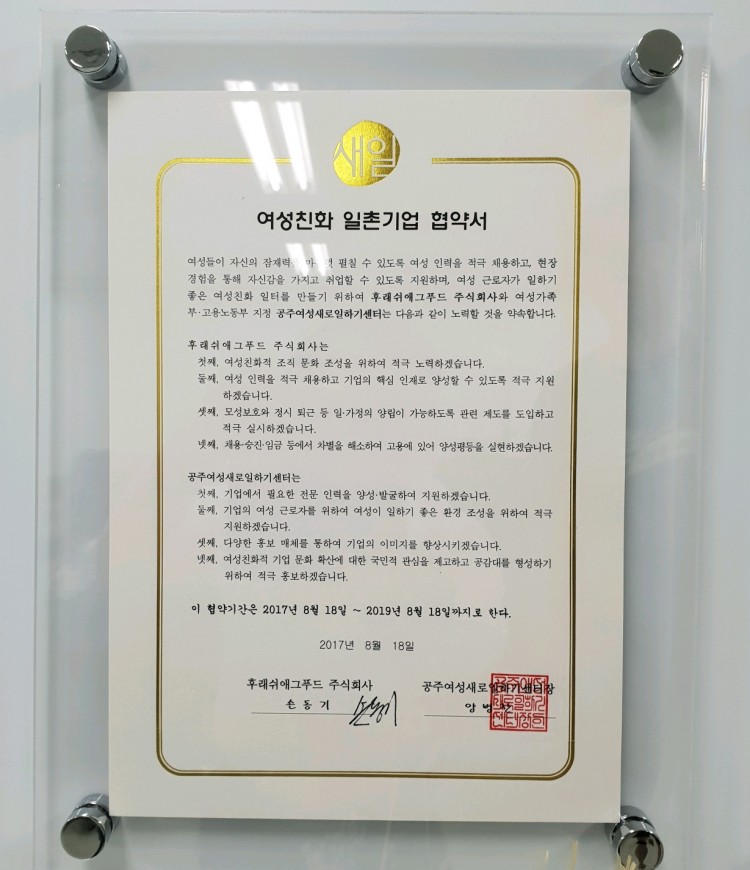 새일
여성친화 일촌기업 협약서
여성들이 자신의 잠재력을 펼칠 수 있도록 여성 인력을 적극 채용하고, 현장
경험을 통해 자신감을 가지고 취업할 수 있도록 지원하며, 여성 근로자가 일하기
좋은 여성친화 일터를 만들기 위하여 후래쉬애그푸드 주식회사와 여성가족
부·고용노동부 지정 공주여성새로일하기센터는 다음과 같이 노력할 것을 약속합니다.
후래쉬애그푸드 주식회사는
첫째, 여성친화적 조직 문화 조성을 위하여 적극 노력하겠습니다.
둘째, 여성 인력을 적극 채용하고 기업의 핵심 인재로 양성할 수 있도록 적극 지원
하겠습니다.
셋째, 모성보호와 정시 퇴근 등 일·가정의 양립이 가능하도록 관련 제도를 도입하고
적극 실시하겠습니다.
넷째, 채용·승진·임금 등에서 차별을 해소하여 고용에 있어 양성평등을 실현하겠습니다.
공주여성새로일하기센터는
첫째, 기업에서 필요한 전문 인력을 양성·발굴하여 지원하겠습니다.
둘째, 기업의 여성 근로자를 위하여 여성이 일하기 좋은 환경 조성을 위하여 적극
지원하겠습니다.
셋째, 다양한 홍보 매체를 통하여 기업의 이미지를 향상시키겠습니다.
넷째, 여성친화적 기업 문화 확산에 대한 국민적 관심을 제고하고 공감대를 형성하기
위하여 적극 홍보하겠습니다.
이 협약기간은 2017년 8월 18일 ~ 2019년 8월 18일까지로 한다.
2017년 8월 18일
후래쉬애그푸드 주식회사 공주여성새로일하기센터장
손 동 기 양